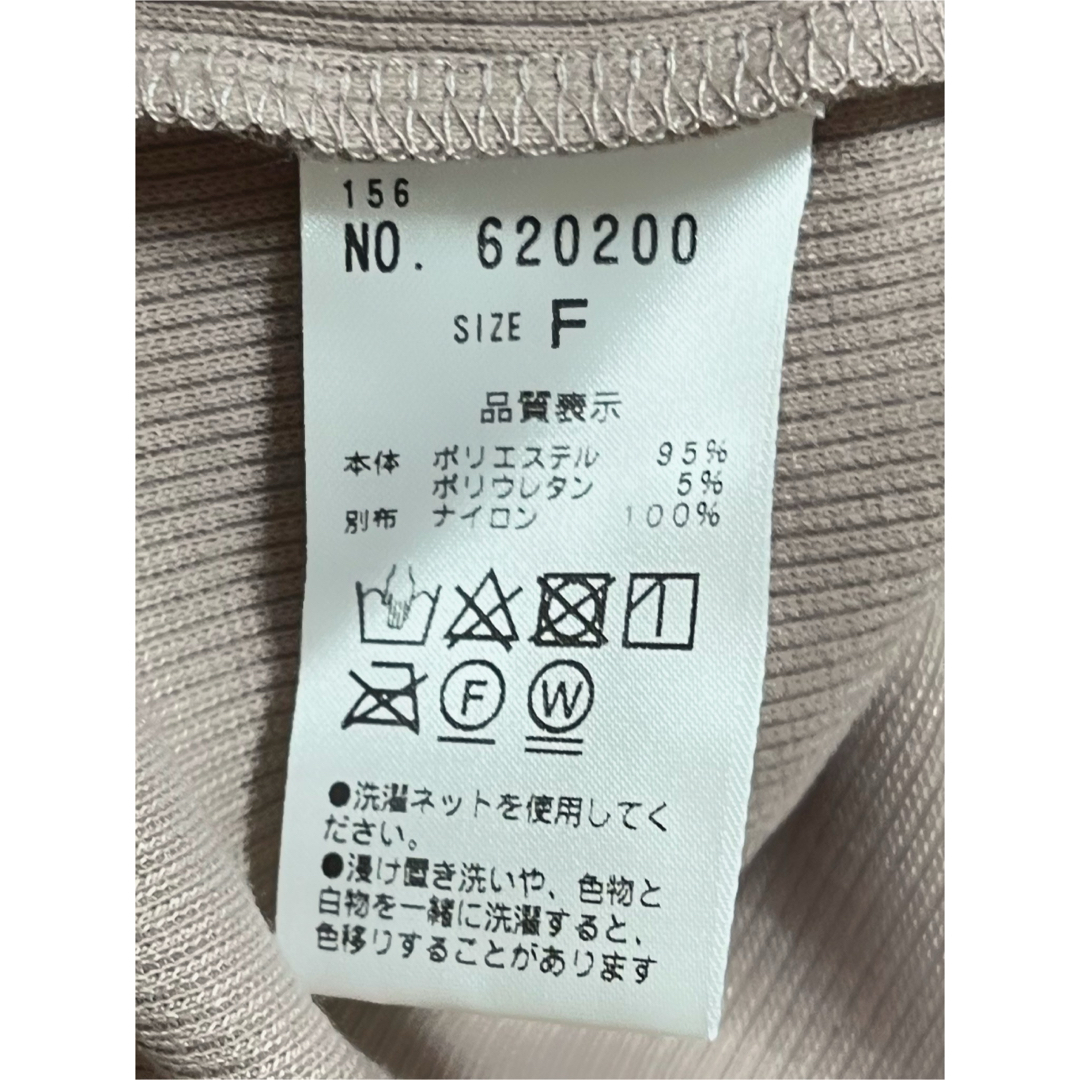 156
NO. 620200
SIZE F
品質表示
本体 ポリエステル 95%
ポリウレタン 5%
別布 ナイロン 100%
F W
●洗濯ネットを使用してく
ださい。
●浸け置き洗いや、色物と
白物を一緒に洗濯すると、
色移りすることがあります